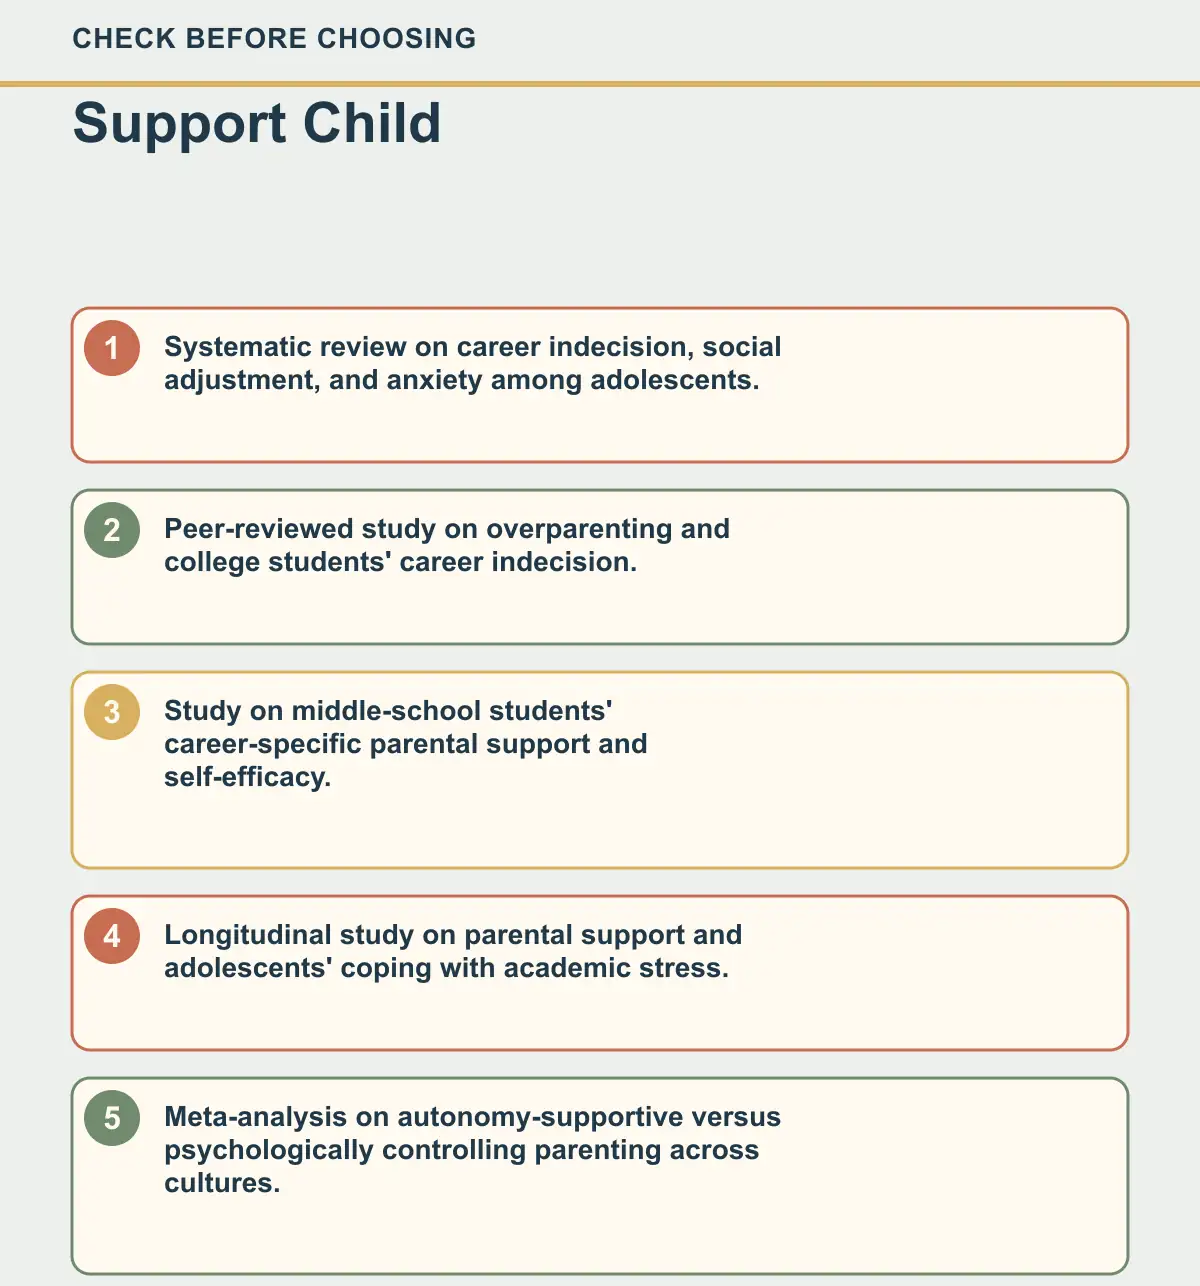 CHECK BEFORE CHOOSING
Support Child
1
Systematic review on career indecision, social
adjustment, and anxiety among adolescents.
2
Peer-reviewed study on overparenting and
college students' career indecision.
3
Study on middle-school students'
career-specific parental support and
self-efficacy.
4
Longitudinal study on parental support and
adolescents' coping with academic stress.
5
Meta-analysis on autonomy-supportive versus
psychologically controlling parenting across
cultures.